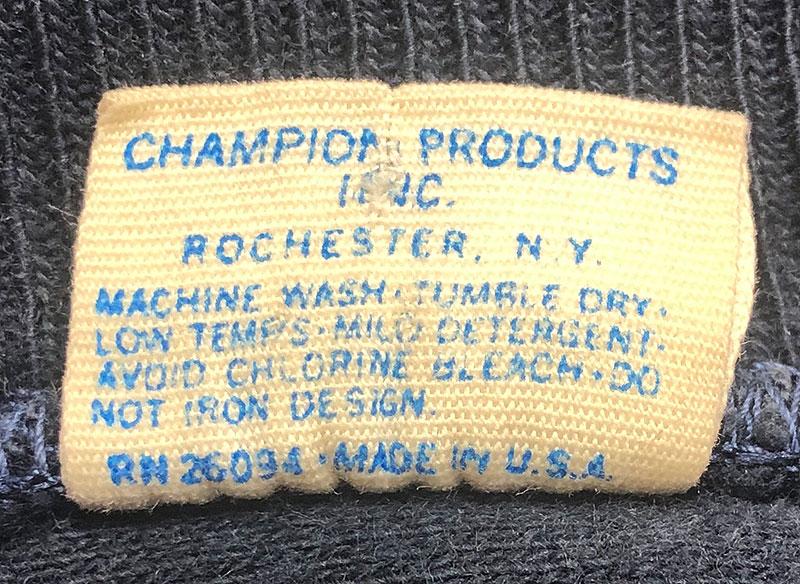 CHAMPION PRODUCTS
INC.
ROCHESTER, N.Y.
MACHINE WASH·TUMBLE DRY·
LOW TEMPS·MILD DETERGENT·
AVOID CHLORINE BLEACH·DO
NOT IRON DESIGN.
RN 26094·MADE IN U.S.A.